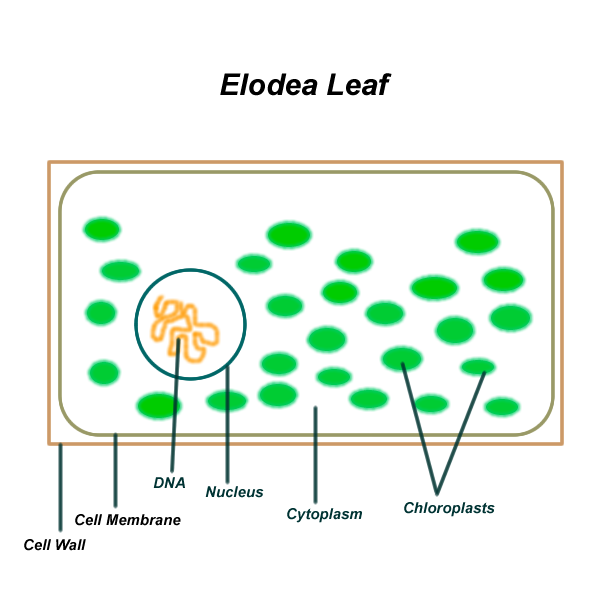 Elodea Leaf
DNA
Nucleus
Cytoplasm
Chloroplasts
Cell Membrane
Cell Wall